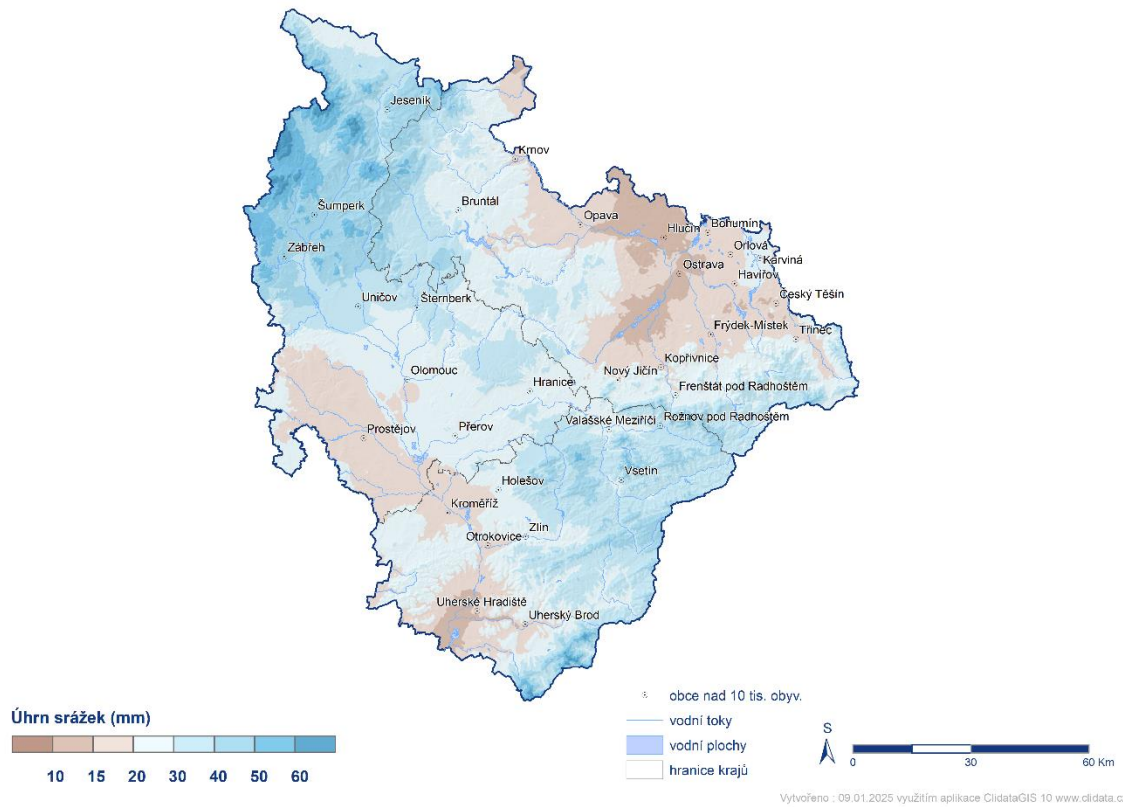 Jeseník
Krnov
Bruntál
Šumperk
Opava
Hlučín
Bohumín
Orlová
Zábřeh
Karviná
Ostrava
Havířov
Český Těšín
Uničov
Šternberk
Frýdek-Místek
Třinec
Kopřivnice
Olomouc
Nový Jičín
Hranice
Frenštát pod Radhoštěm
Valašské Meziříčí
Rožnov pod Radhoštěm
Prostějov
Přerov
Vsetín
Holešov
Kroměříž
Zlín
Otrokovice
Uherské Hradiště
Uherský Brod
Úhrn srážek (mm)
10 15 20 30 40 50 60
obce nad 10 tis. obyv.
vodní toky
vodní plochy
hranice krajů
S
0 30 60 Km
Vytvořeno : 09.01.2025 využitím aplikace ClidataGIS 10 www.clidata.c